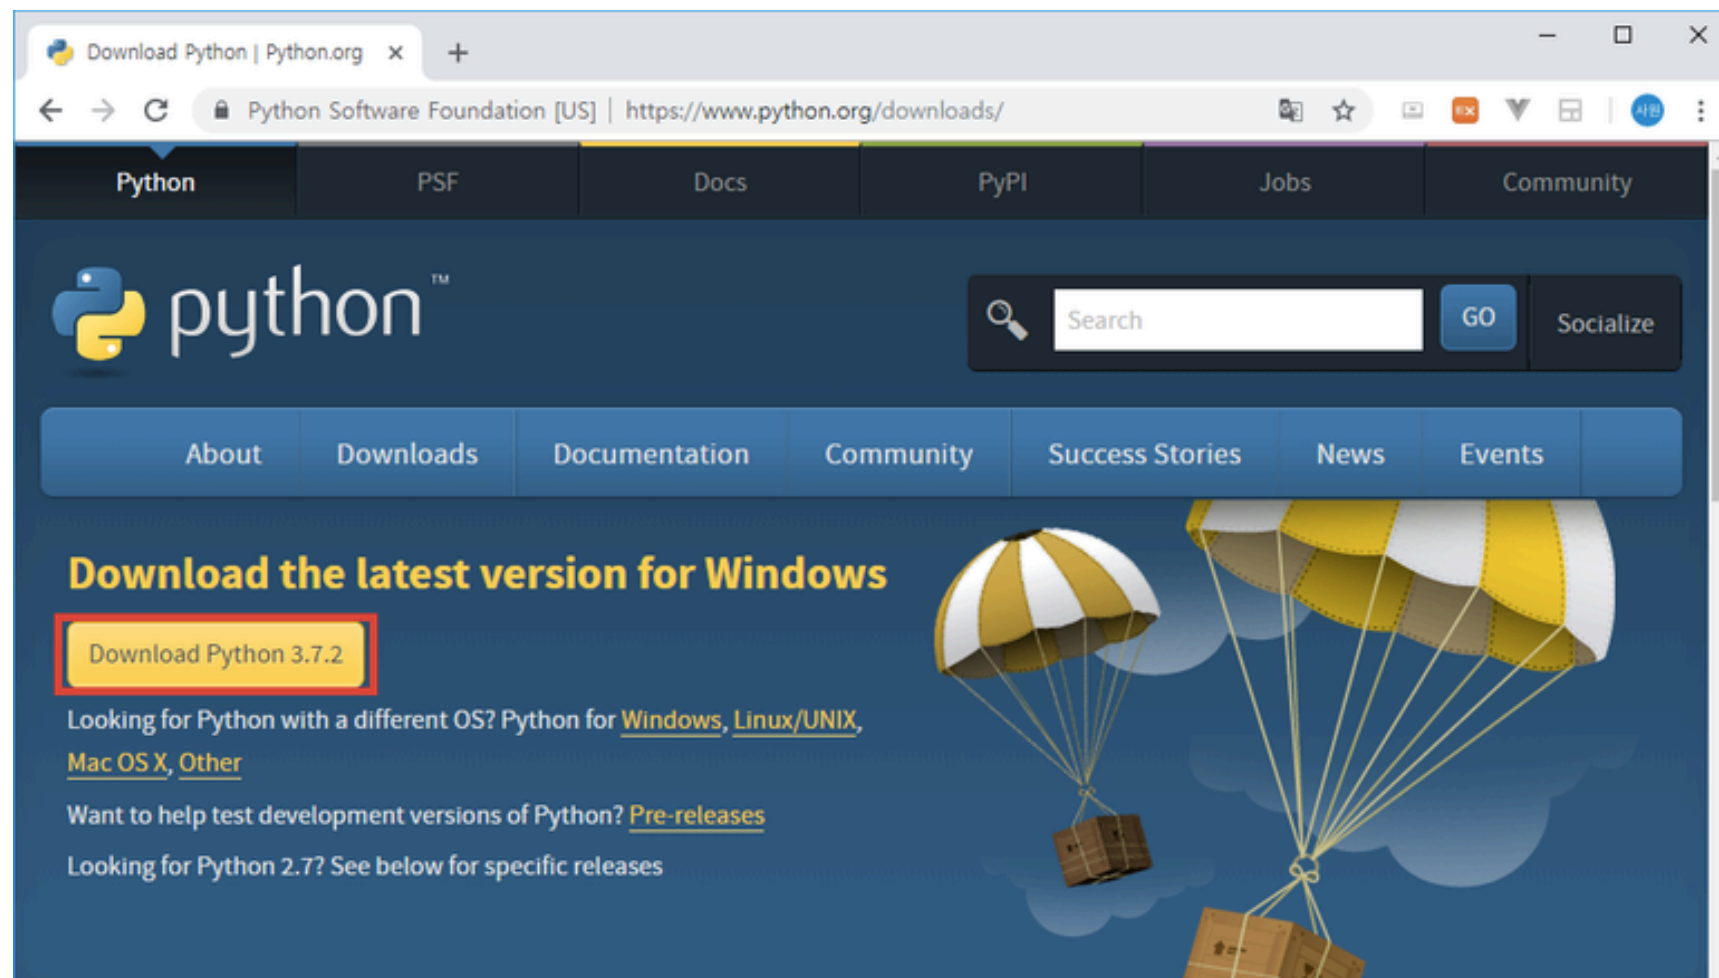 Download Python | Python.org
Python Software Foundation [US] | https://www.python.org/downloads/
사원
Python PSF Docs PyPI Jobs Community
python™
Search GO Socialize
About Downloads Documentation Community Success Stories News Events
Download the latest version for Windows
Download Python 3.7.2
Looking for Python with a different OS? Python for Windows, Linux/UNIX,
Mac OS X, Other
Want to help test development versions of Python? Pre-releases
Looking for Python 2.7? See below for specific releases